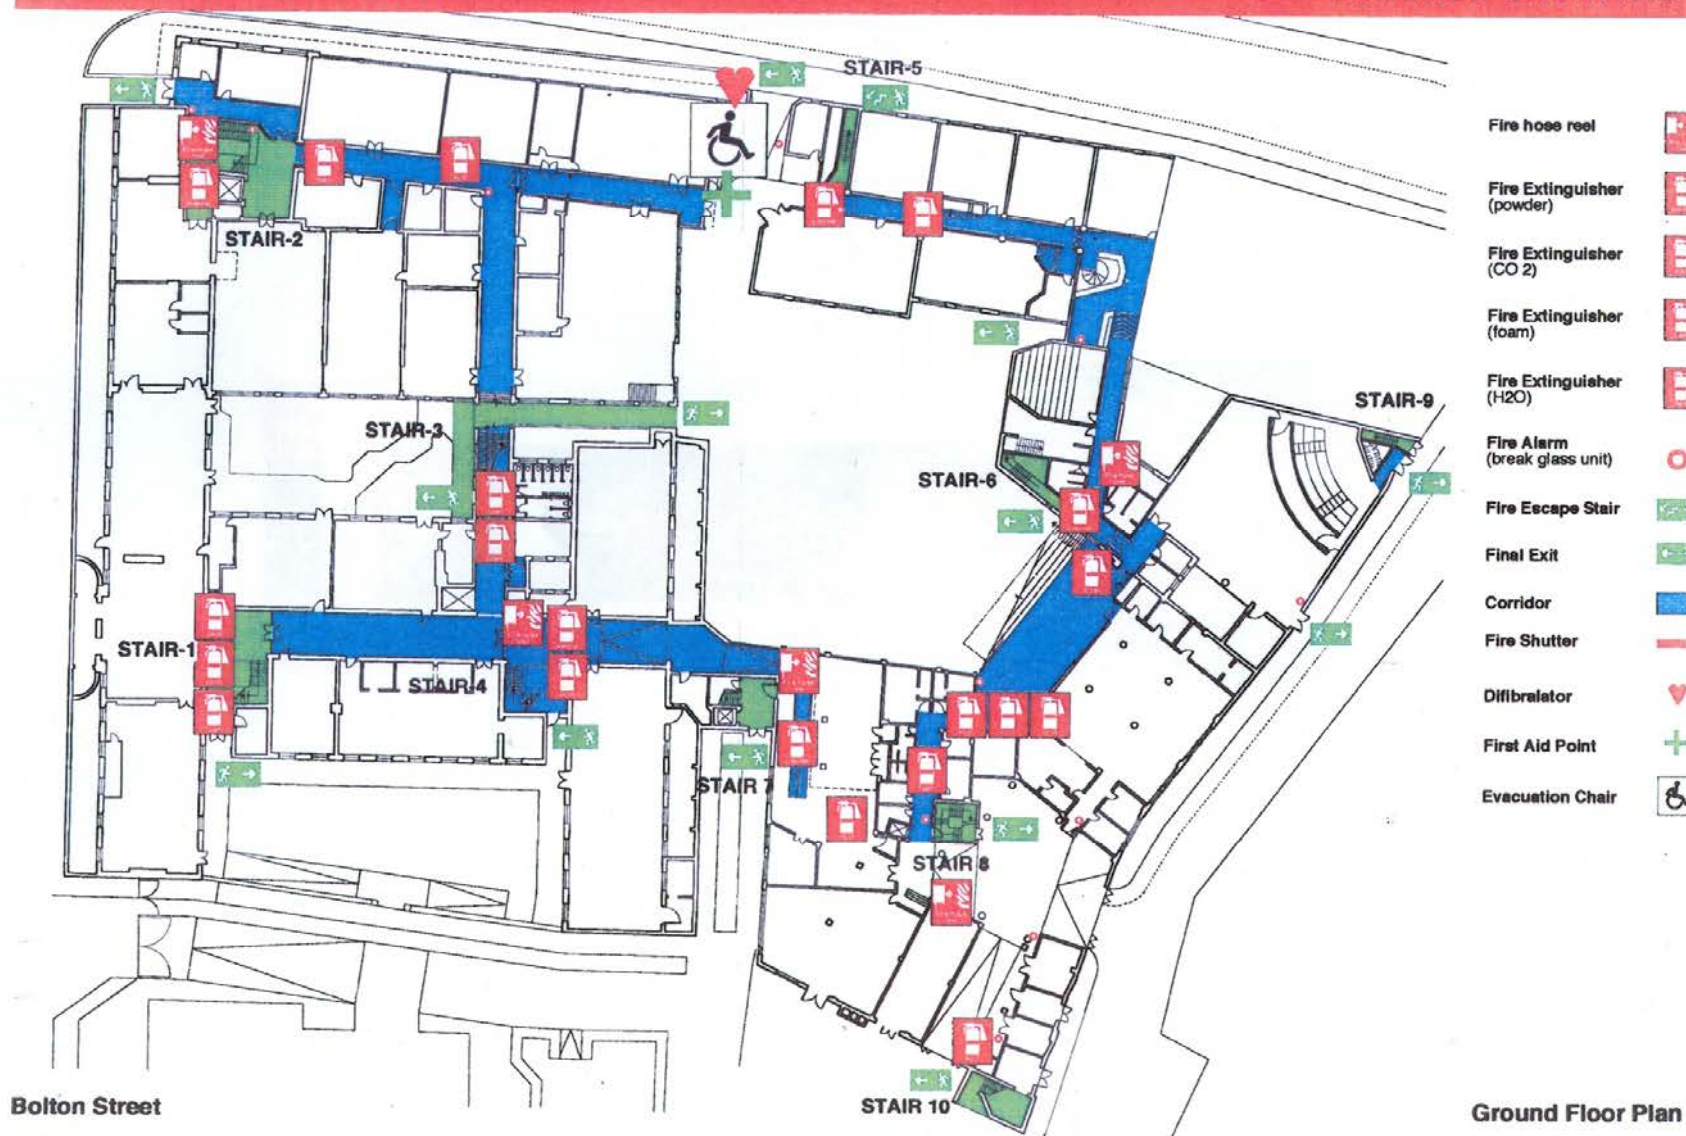 STAIR-5
STAIR-2
STAIR-3
STAIR-9
STAIR-6
STAIR-1
STAIR-4
STAIR 7
STAIR 8
STAIR 10
Fire hose reel
Fire Extinguisher
(powder)
Fire Extinguisher
(CO 2)
Fire Extinguisher
(foam)
Fire Extinguisher
(H2O)
Fire Alarm
(break glass unit)
Fire Escape Stair
Final Exit
Corridor
Fire Shutter
Difibralator
First Aid Point
Evacuation Chair
Bolton Street
Ground Floor Plan